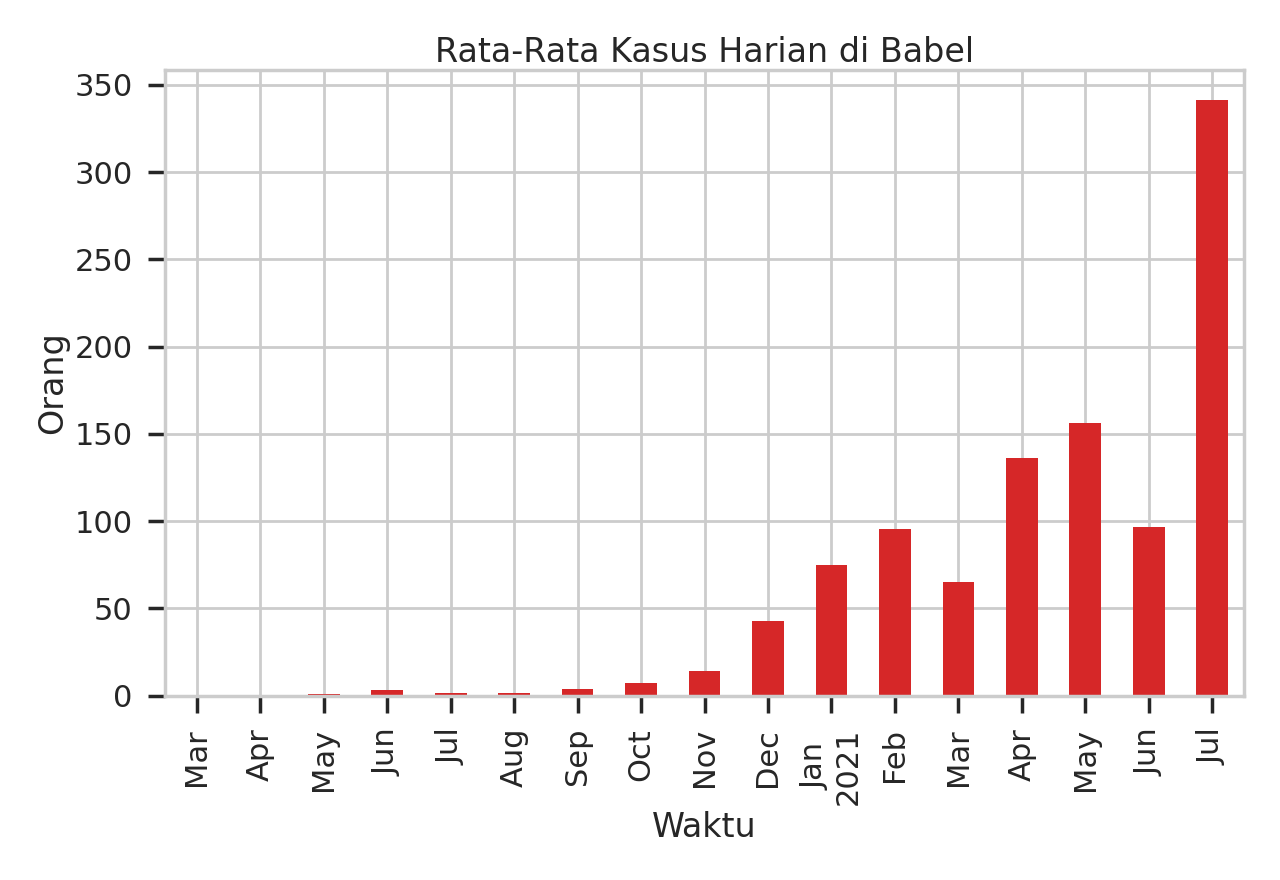 Rata-Rata Kasus Harian di Babel
Orang
350
300
250
200
150
100
50
0
Mar
Apr
May
Jun
Jul
Aug
Sep
Oct
Nov
Dec
Jan
2021
Feb
Mar
Apr
May
Jun
Jul
Waktu